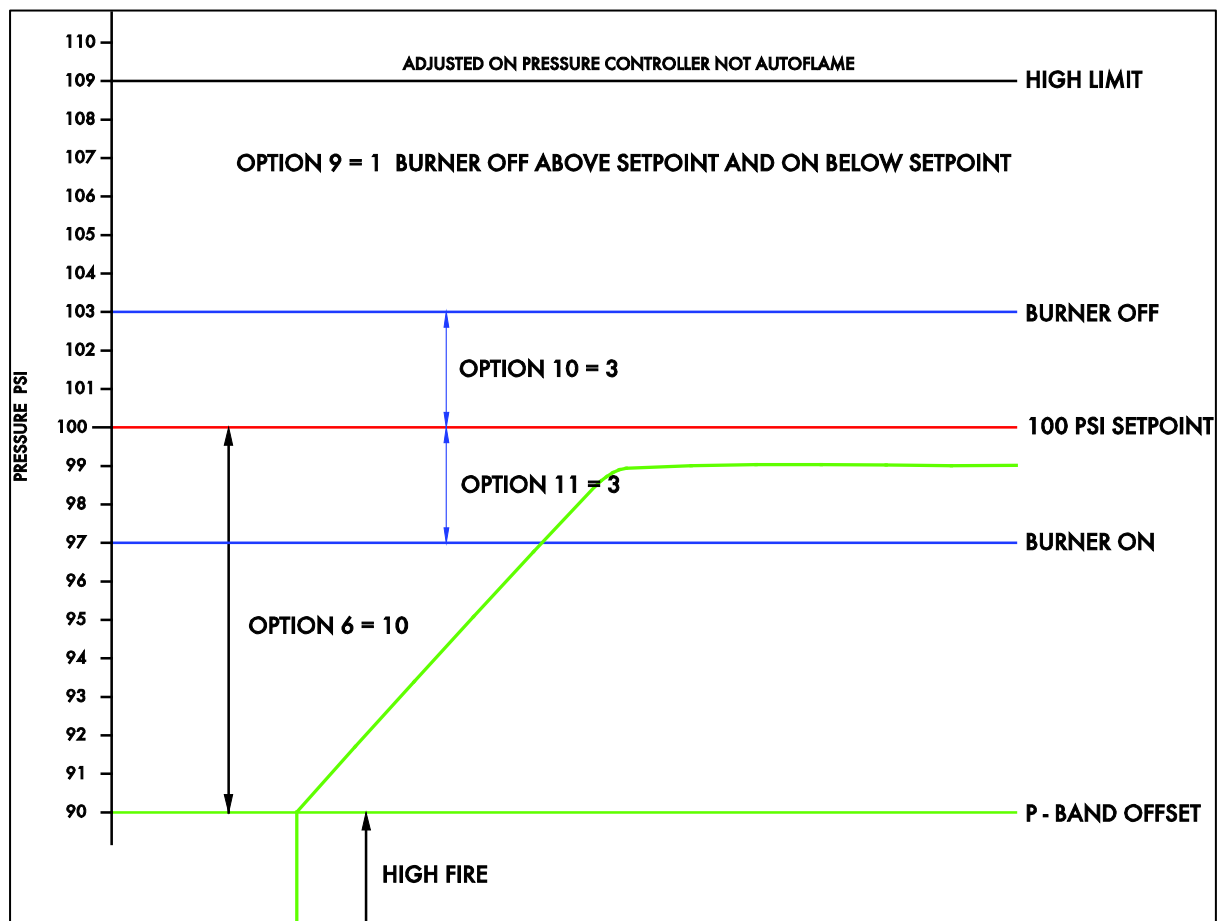 110
ADJUSTED ON PRESSURE CONTROLLER NOT AUTOFLAME
109
HIGH LIMIT
108
107
OPTION 9 = 1 BURNER OFF ABOVE SETPOINT AND ON BELOW SETPOINT
106
105
104
103
BURNER OFF
102
OPTION 10 = 3
101
PRESSURE PSI
100
100 PSI SETPOINT
99
OPTION 11 = 3
98
97
BURNER ON
96
95
OPTION 6 = 10
94
93
92
91
90
P - BAND OFFSET
HIGH FIRE